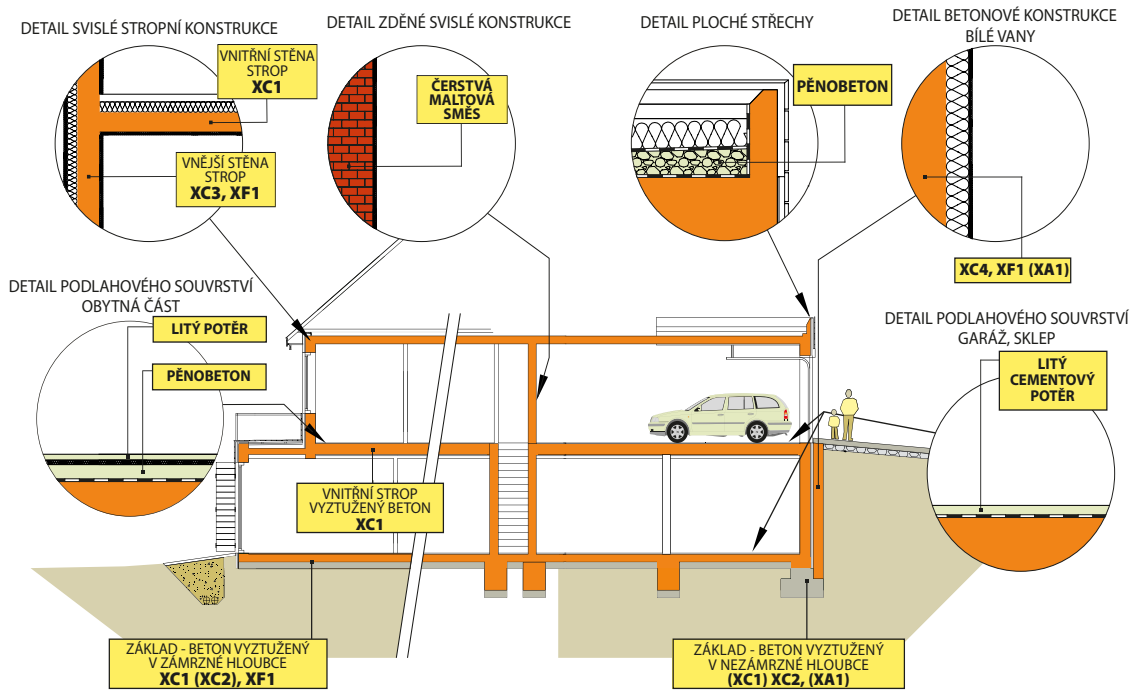 DETAIL SVISLÉ STROPNÍ KONSTRUKCE
VNITŘNÍ STĚNA
STROP
XC1
VNĚJŠÍ STĚNA
STROP
XC3, XF1
DETAIL ZDĚNÉ SVISLÉ KONSTRUKCE
ČERSTVÁ
MALTOVÁ
SMĚS
DETAIL PLOCHÉ STŘECHY
PĚNOBETON
DETAIL BETONOVÉ KONSTRUKCE
BÍLÉ VANY
XC4, XF1 (XA1)
DETAIL PODLAHOVÉHO SOUVRSTVÍ
OBYTNÁ ČÁST
LITÝ POTĚR
PĚNOBETON
DETAIL PODLAHOVÉHO SOUVRSTVÍ
GARÁŽ, SKLEP
LITÝ
CEMENTOVÝ
POTĚR
VNITŘNÍ STROP
VYZTUŽENÝ BETON
XC1
ZÁKLAD - BETON VYZTUŽENÝ
V ZÁMRZNÉ HLOUBCE
XC1 (XC2), XF1
ZÁKLAD - BETON VYZTUŽENÝ
V NEZÁMRZNÉ HLOUBCE
(XC1) XC2, (XA1)